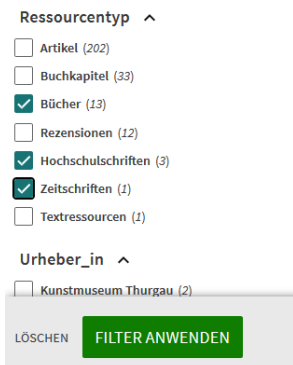 Ressourcentyp
Artikel (202)
Buchkapitel (33)
Bücher (13)
Rezensionen (12)
Hochschulschriften (3)
Zeitschriften (1)
Textressourcen (1)
Urheber_in
Kunstmuseum Thurgau (2)
LÖSCHEN FILTER ANWENDEN